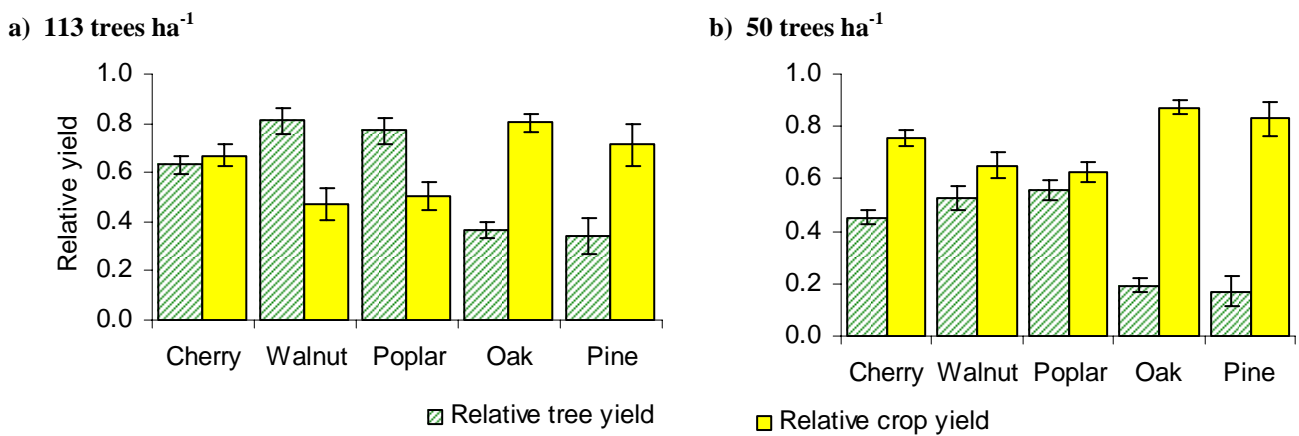 a) 113 trees ha-1
b) 50 trees ha-1
Relative yield
1.0
0.8
0.6
0.4
0.2
0.0
Cherry Walnut Poplar Oak Pine
1.0
0.8
0.6
0.4
0.2
0.0
Cherry Walnut Poplar Oak Pine
Relative tree yield
Relative crop yield